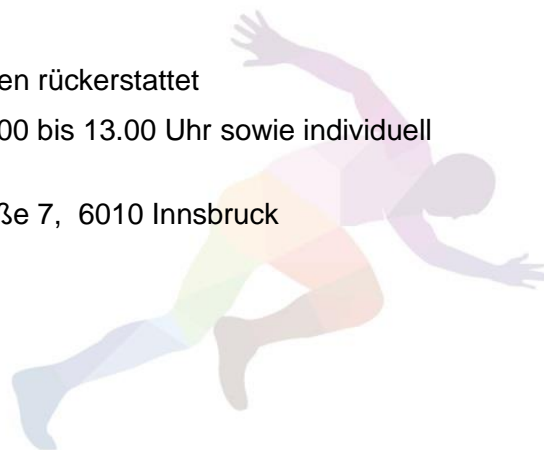 en rückerstattet
00 bis 13.00 Uhr sowie individuell
ße 7, 6010 Innsbruck